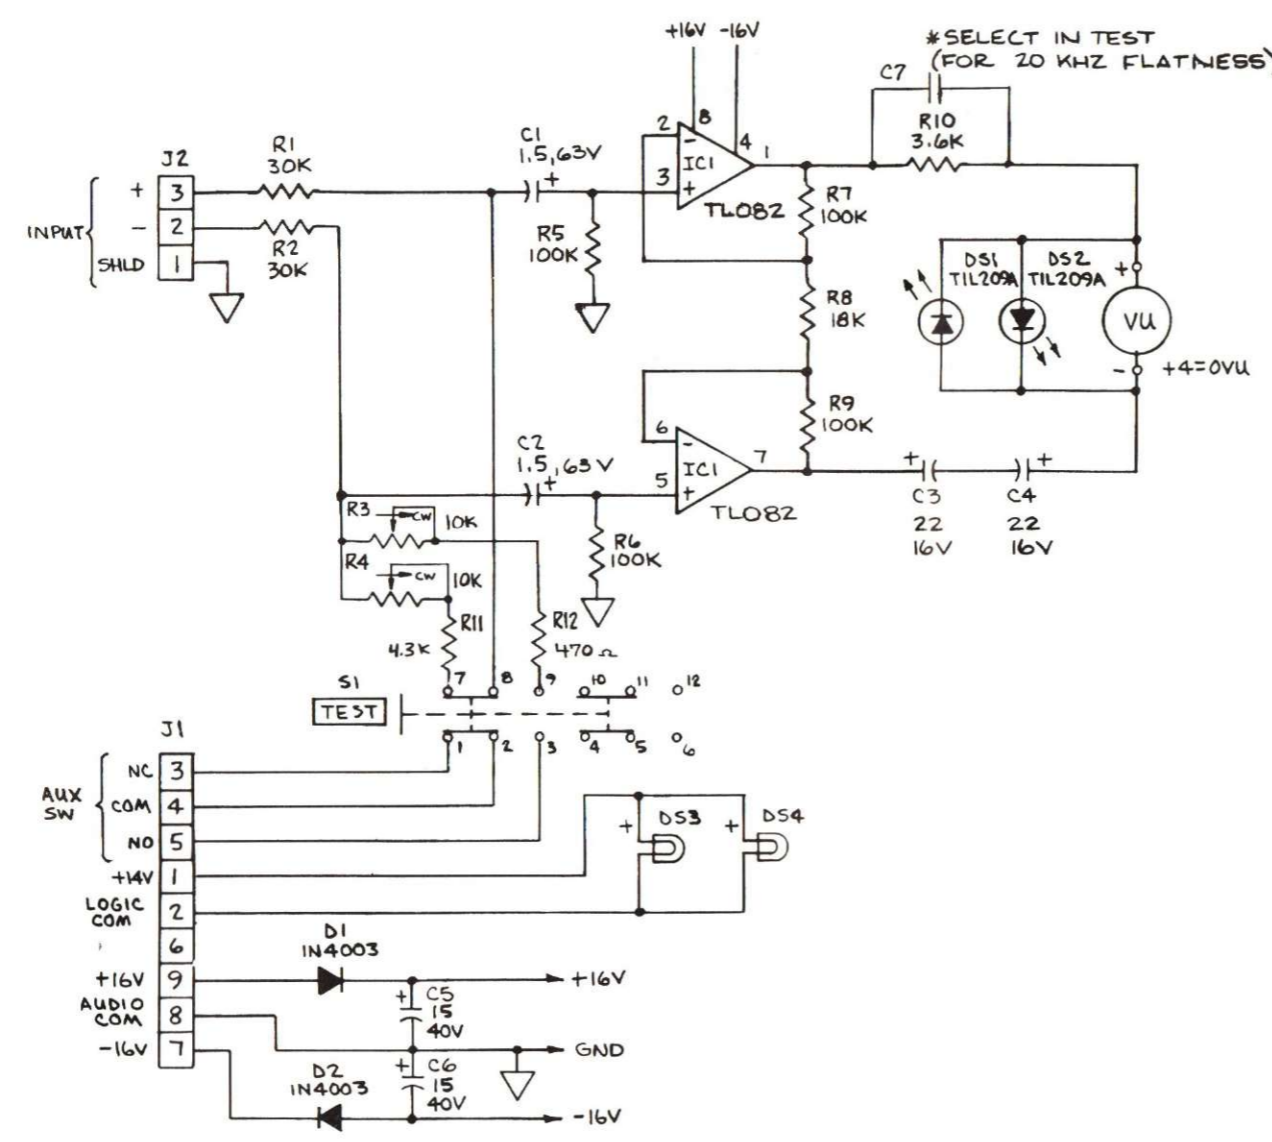 +16V -16V
*SELECT IN TEST
(FOR 20 KHZ FLATNESS)
C7
R10
3.6K
8
4
2
-
IC1
1
3
+
TL082
J2
R1
30K
C1
1.5,63V
+
INPUT
+ 3
- 2
SHLD 1
R2
30K
R5
100K
R7
100K
R8
18K
R9
100K
DS1
TIL209A
DS2
TIL209A
+
VU
-
+4=0VU
C2
1.5,63V
+
6
-
IC1
7
5
+
TL082
+
C3
22
16V
+
C4
22
16V
R3
CW
10K
R4
CW
10K
R6
100K
R11
4.3K
R12
470Ω
S1
TEST
7 8 9 10 11 12
1 2 3 4 5 6
J1
AUX
SW
NC 3
COM 4
NO 5
+14V 1
LOGIC
COM 2
6
+16V 9
AUDIO
COM 8
-16V 7
+ DS3
+ DS4
D1
1N4003
+16V
+ C5
15
40V
GND
+ C6
15
40V
D2
1N4003
-16V